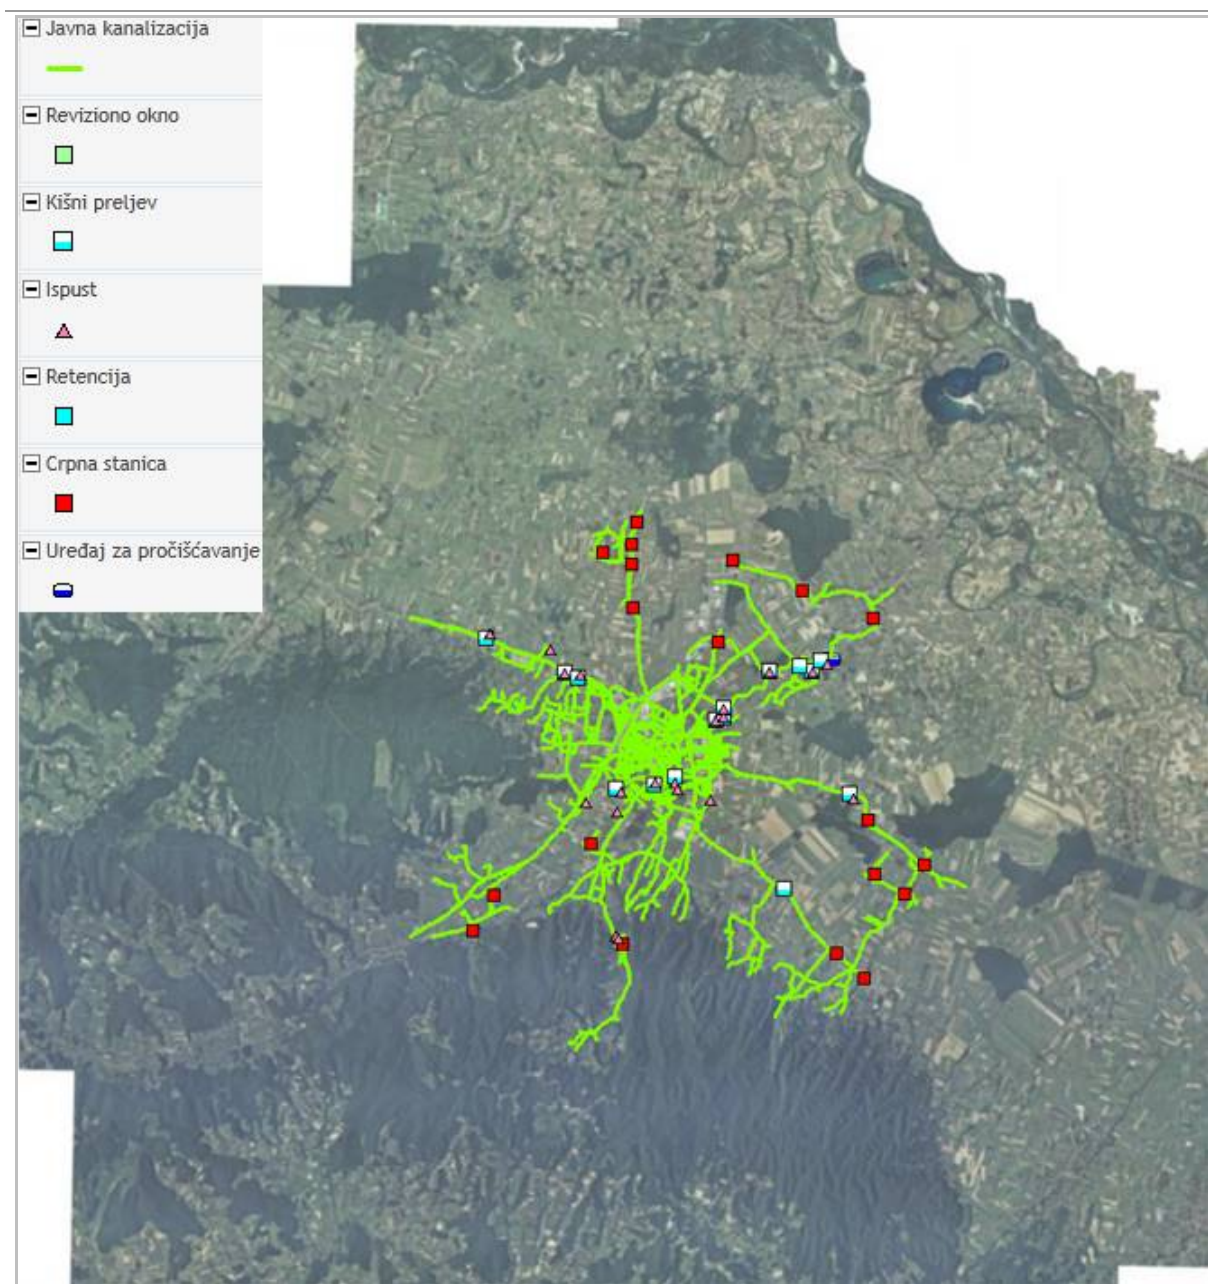 Javna kanalizacija
Reviziono okno
Kišni preljev
Ispust
Retencija
Crpna stanica
Uređaj za pročišćavanje